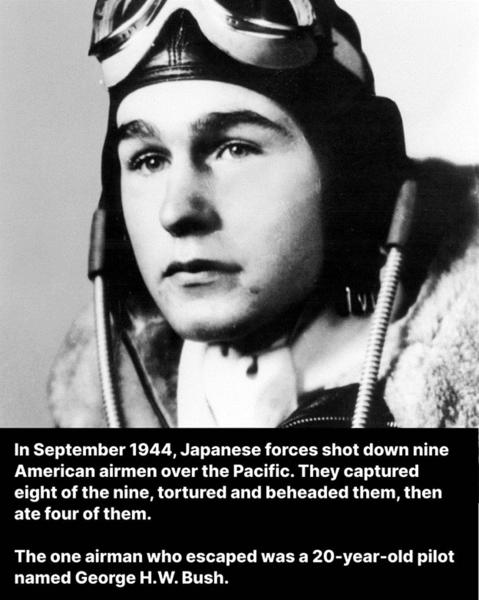 In September 1944, Japanese forces shot down nine
American airmen over the Pacific. They captured
eight of the nine, tortured and beheaded them, then
ate four of them.
The one airman who escaped was a 20-year-old pilot
named George H.W. Bush.